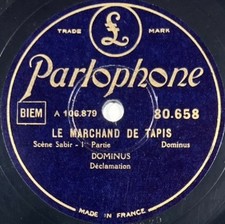 TRADE MARK
£
Parlophone
BIEM A 106.879 80.658
LE MARCHAND DE TAPIS
Scène Sabir - 1re Partie Dominus
DOMINUS
Déclamation
MADE IN FRANCE